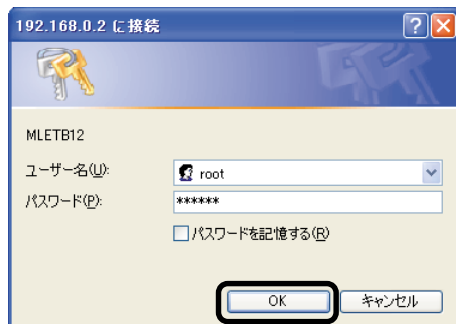 192.168.0.2 に接続
MLETB12
ユーザー名(U):
root
パスワード(P):
******
パスワードを記憶する(R)
OK
キャンセル